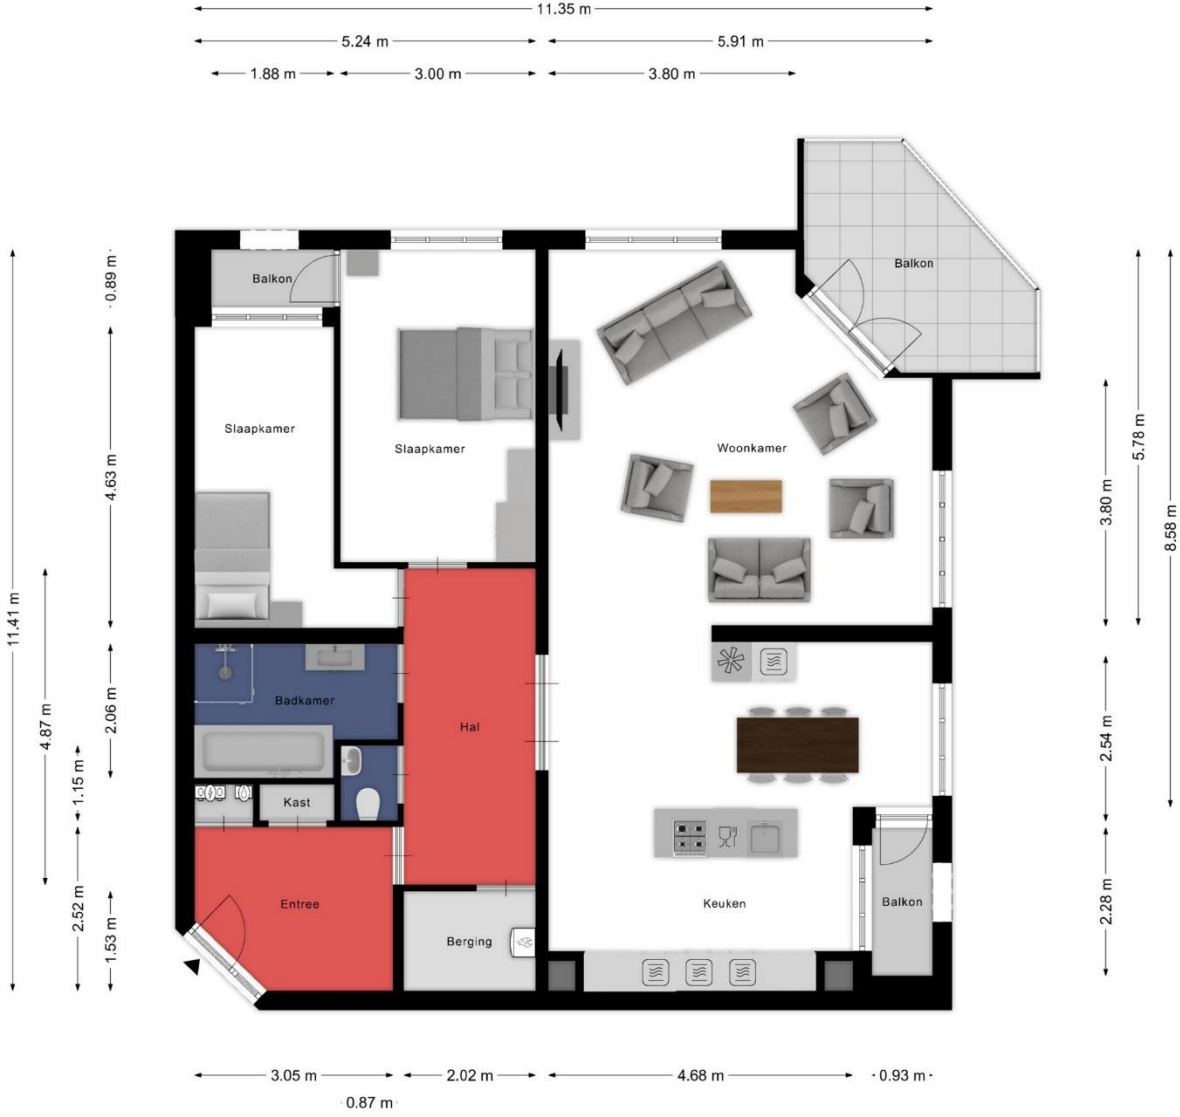 11.35 m
5.24 m
5.91 m
1.88 m
3.00 m
3.80 m
Balkon
Balkon
0.89 m
Slaapkamer
Slaapkamer
Woonkamer
4.63 m
5.78 m
3.80 m
8.58 m
11.41 m
4.87 m
2.06 m
1.15 m
Badkamer
Hal
2.54 m
Kast
2.52 m
1.53 m
Entree
Berging
Keuken
Balkon
2.28 m
3.05 m
2.02 m
4.68 m
0.93 m
0.87 m